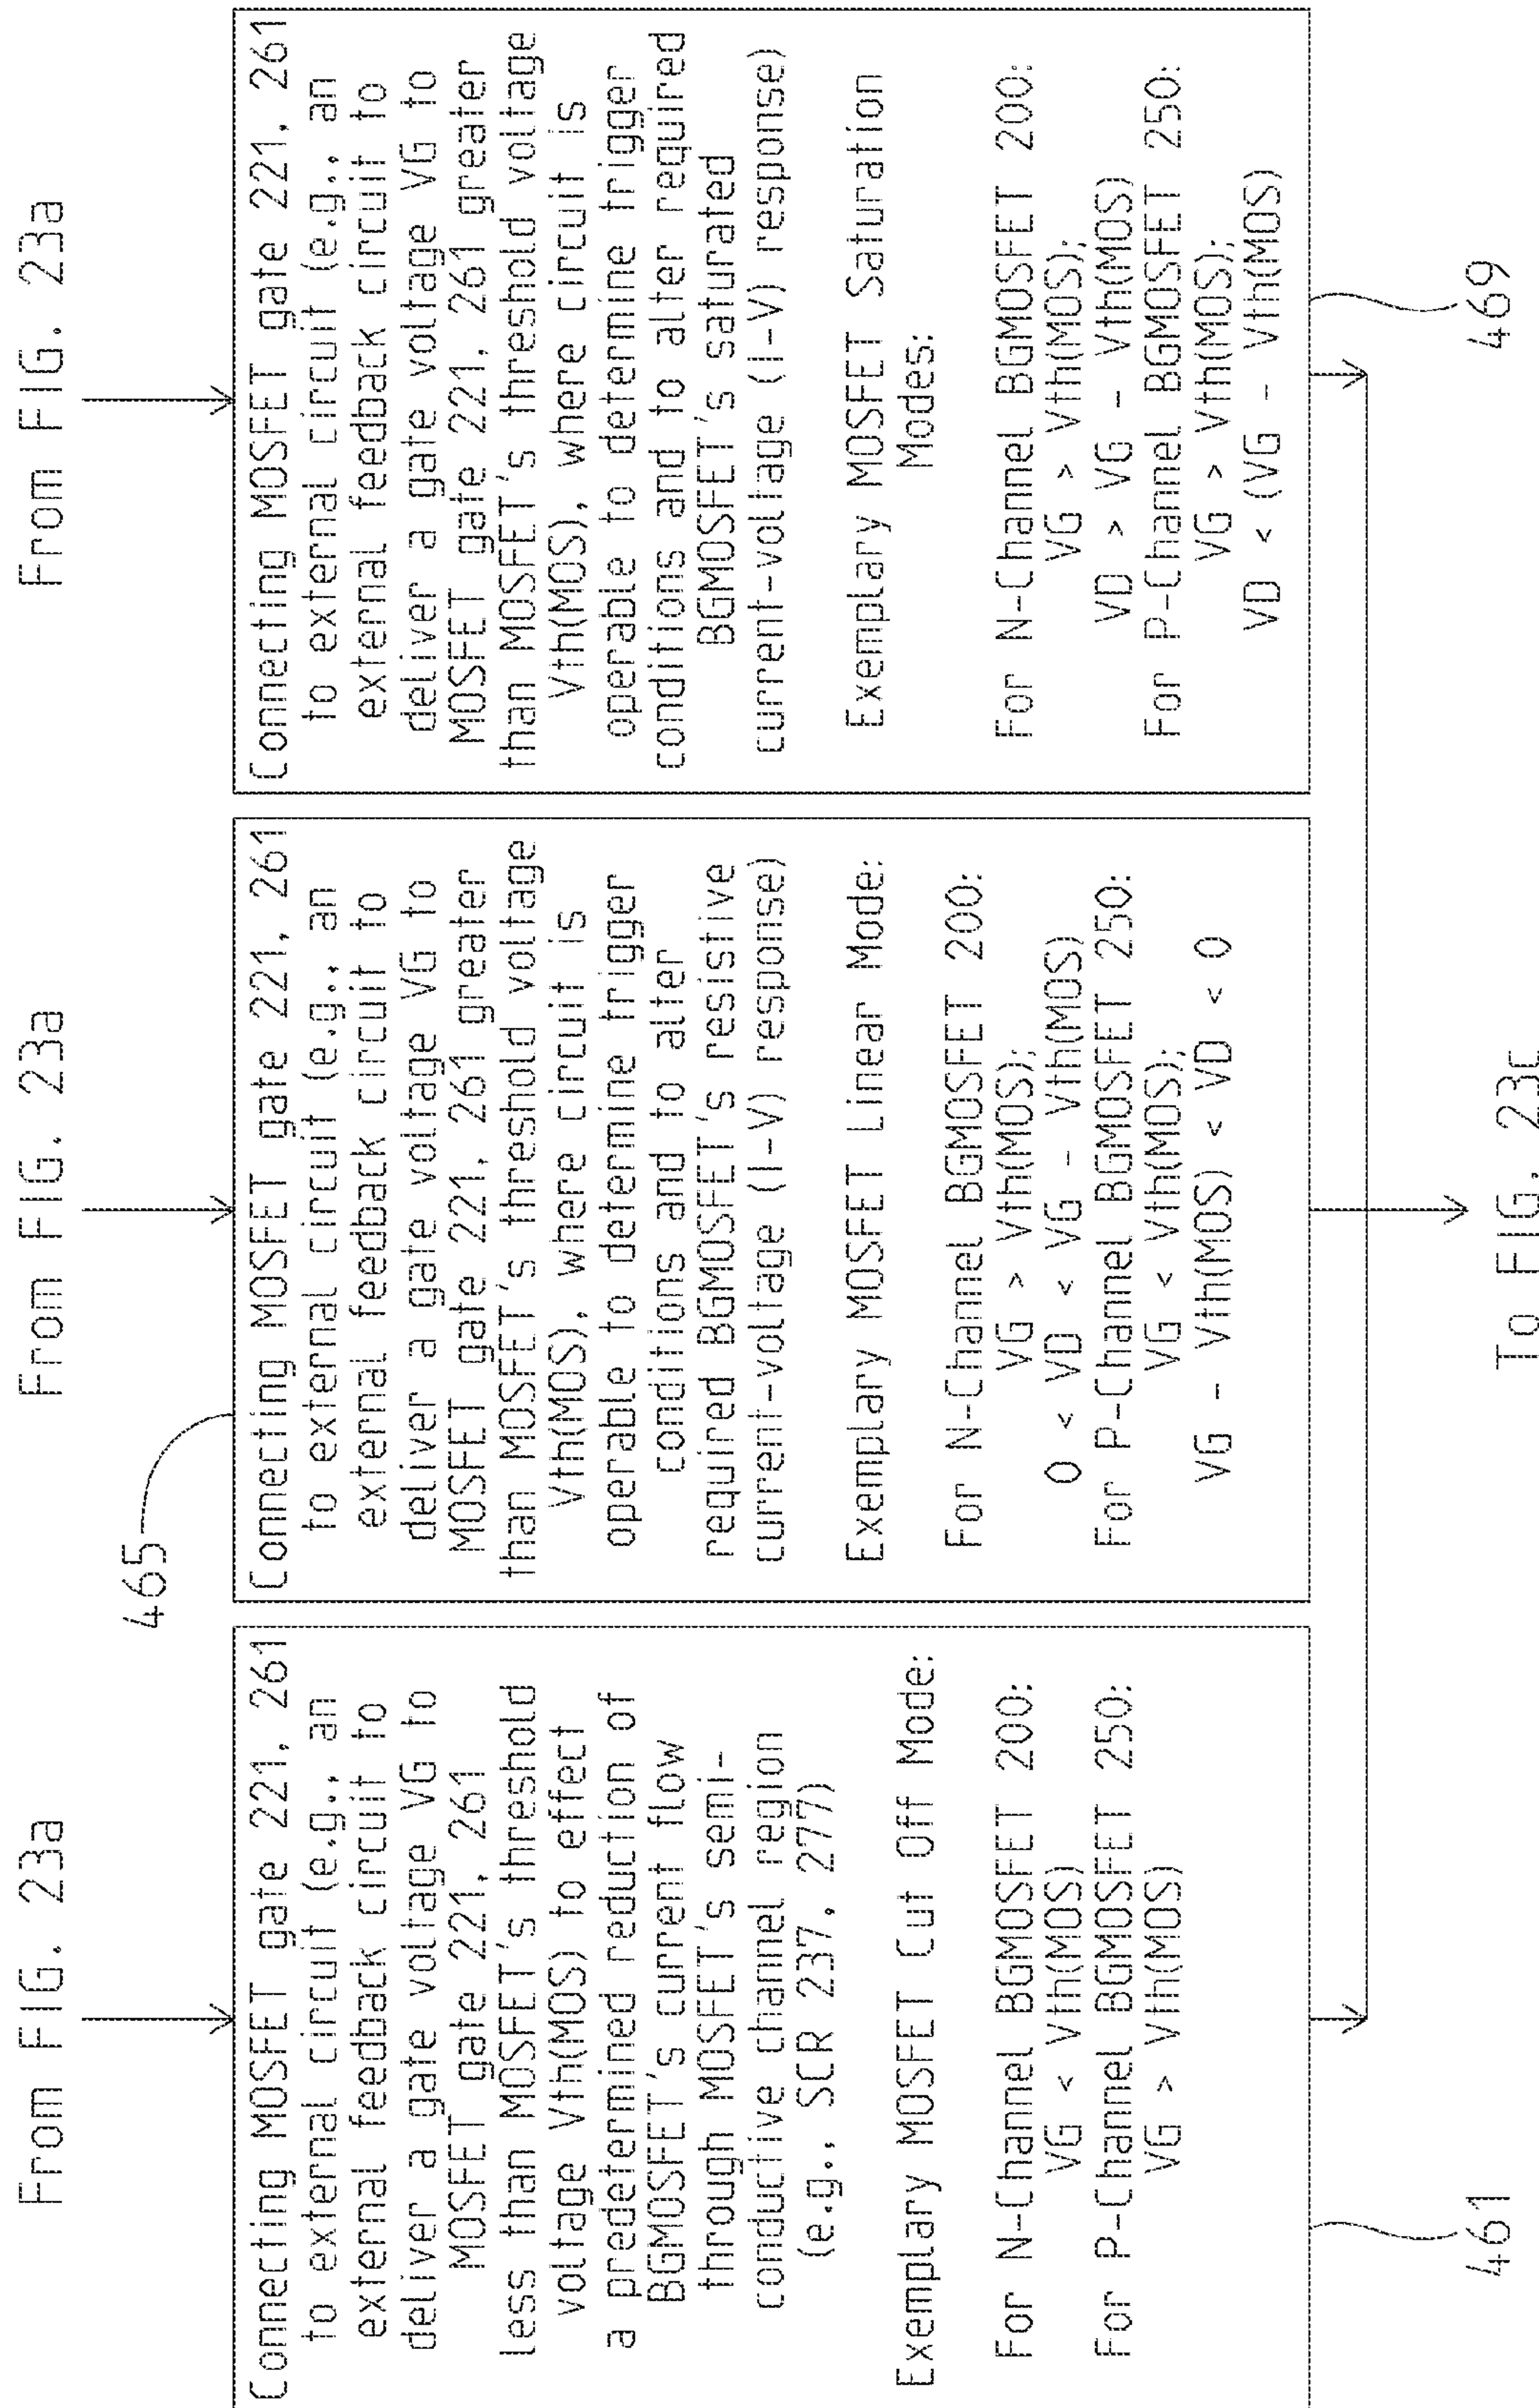 From FIG. 23a
Connecting MOSFET gate 221, 261
to external circuit (e.g., an
external feedback circuit to
deliver a gate voltage VG to
MOSFET gate 221, 261
less than MOSFET's threshold
voltage Vth(MOS) to effect
a predetermined reduction of
BGMOSFET's current flow
through MOSFET's semi-
conductive channel region
(e.g., SCR 237, 277)
Exemplary MOSFET Cut Off Mode:
For N-Channel BGMOSFET 200:
VG < Vth(MOS)
For P-Channel BGMOSFET 250:
VG > Vth(MOS)
461
From FIG. 23a
465
Connecting MOSFET gate 221, 261
to external circuit (e.g., an
external feedback circuit to
deliver a gate voltage VG to
MOSFET gate 221, 261 greater
than MOSFET's threshold voltage
Vth(MOS), where circuit is
operable to determine trigger
conditions and to alter
required BGMOSFET's resistive
current-voltage (I-V) response)
Exemplary MOSFET Linear Mode:
For N-Channel BGMOSFET 200:
VG > Vth(MOS);
0 < VD < VG - Vth(MOS)
For P-Channel BGMOSFET 250:
VG < Vth(MOS);
VG - Vth(MOS) < VD < 0
To FIG. 23c
From FIG. 23a
Connecting MOSFET gate 221, 261
to external circuit (e.g., an
external feedback circuit to
deliver a gate voltage VG to
MOSFET gate 221, 261 greater
than MOSFET's threshold voltage
Vth(MOS), where circuit is
operable to determine trigger
conditions and to alter required
BGMOSFET's saturated
current-voltage (I-V) response)
Exemplary MOSFET Saturation
Modes:
For N-Channel BGMOSFET 200:
VG > Vth(MOS);
VD > VG - Vth(MOS)
For P-Channel BGMOSFET 250:
VG > Vth(MOS);
VD < (VG - Vth(MOS)
469